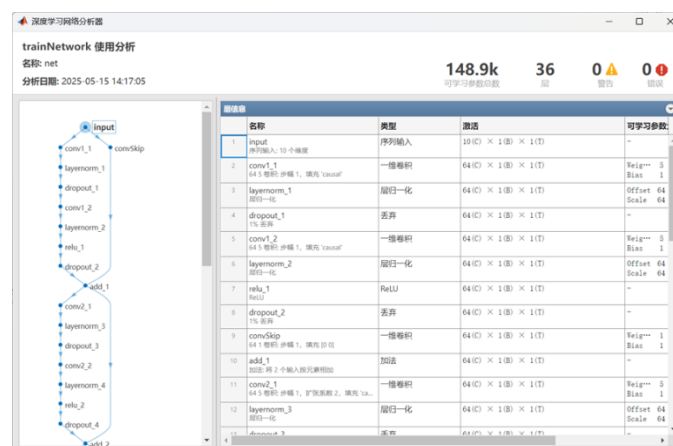 深度学习网络分析器
trainNetwork 使用分析
名称: net
分析日期: 2025-05-15 14:17:05
148.9k
可学习参数总数
36
层
0
警告
0
错误
input
conv1_1
convSkip
layernorm_1
dropout_1
conv1_2
layernorm_2
relu_1
dropout_2
add_1
conv2_1
layernorm_3
dropout_3
conv2_2
layernorm_4
relu_2
dropout_4
add_2
层信息
名称 类型 激活 可学习参数
1 input 序列输入 10(C) × 1(B) × 1(T) -
序列输入: 10 个维度
2 conv1_1 一维卷积 64(C) × 1(B) × 1(T) Weig··· 5
64 5 卷积: 步幅 1，填充 'causal' Bias 1
3 layernorm_1 层归一化 64(C) × 1(B) × 1(T) Offset 64
层归一化 Scale 64
4 dropout_1 丢弃 64(C) × 1(B) × 1(T) -
1% 丢弃
5 conv1_2 一维卷积 64(C) × 1(B) × 1(T) Weig··· 5
64 5 卷积: 步幅 1，填充 'causal' Bias 1
6 layernorm_2 层归一化 64(C) × 1(B) × 1(T) Offset 64
层归一化 Scale 64
7 relu_1 ReLU 64(C) × 1(B) × 1(T) -
ReLU
8 dropout_2 丢弃 64(C) × 1(B) × 1(T) -
1% 丢弃
9 convSkip 一维卷积 64(C) × 1(B) × 1(T) Weig··· 1
64 1 卷积: 步幅 1，填充 [0 0] Bias 1
10 add_1 加法 64(C) × 1(B) × 1(T) -
加法: 将 2 个输入按元素相加
11 conv2_1 一维卷积 64(C) × 1(B) × 1(T) Weig··· 5
64 5 卷积: 步幅 1，扩张系数 2，填充 'ca... Bias 1
12 layernorm_3 层归一化 64(C) × 1(B) × 1(T) Offset 64
层归一化 Scale 64
13 dropout_3 丢弃 64(C) × 1(B) × 1(T) -